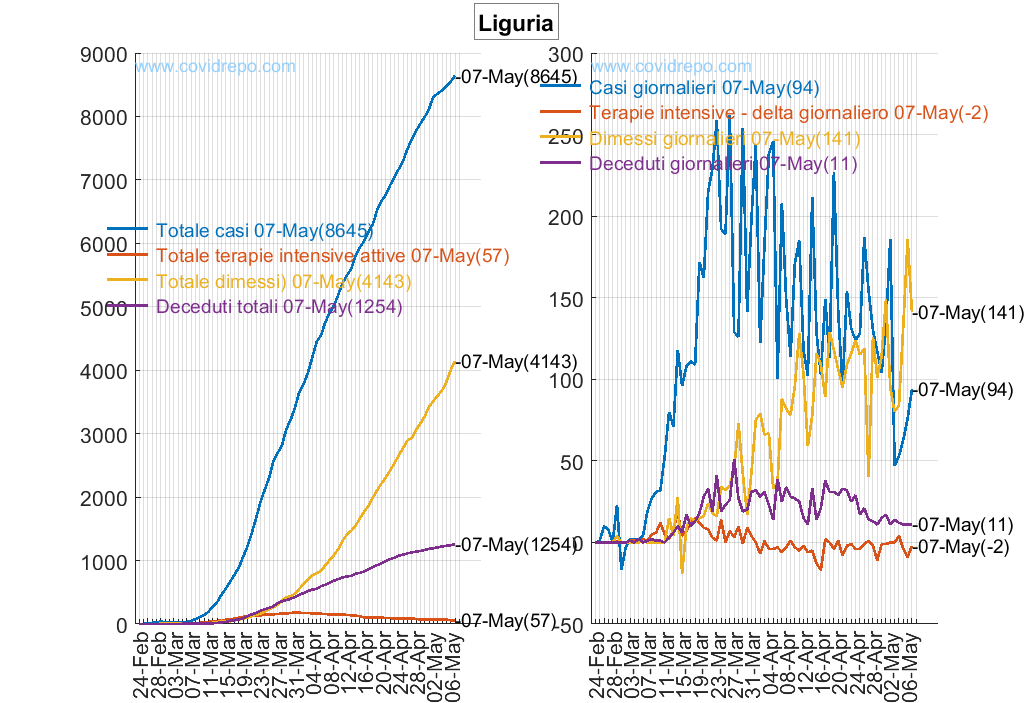 Liguria
9000
8000
7000
6000
5000
4000
3000
2000
1000
0
www.covidrepo.com
Totale casi 07-May(8645)
Totale terapie intensive attive 07-May(57)
Totale dimessi) 07-May(4143)
Deceduti totali 07-May(1254)
-07-May(8645)
-07-May(4143)
-07-May(1254)
-07-May(57)
24-Feb
28-Feb
03-Mar
07-Mar
11-Mar
15-Mar
19-Mar
23-Mar
27-Mar
31-Mar
04-Apr
08-Apr
12-Apr
16-Apr
20-Apr
24-Apr
28-Apr
02-May
06-May
300
250
200
150
100
50
0
-50
www.covidrepo.com
Casi giornalieri 07-May(94)
Terapie intensive - delta giornaliero 07-May(-2)
Dimessi giornalieri 07-May(141)
Deceduti giornalieri 07-May(11)
-07-May(141)
-07-May(94)
-07-May(11)
-07-May(-2)
24-Feb
28-Feb
03-Mar
07-Mar
11-Mar
15-Mar
19-Mar
23-Mar
27-Mar
31-Mar
04-Apr
08-Apr
12-Apr
16-Apr
20-Apr
24-Apr
28-Apr
02-May
06-May